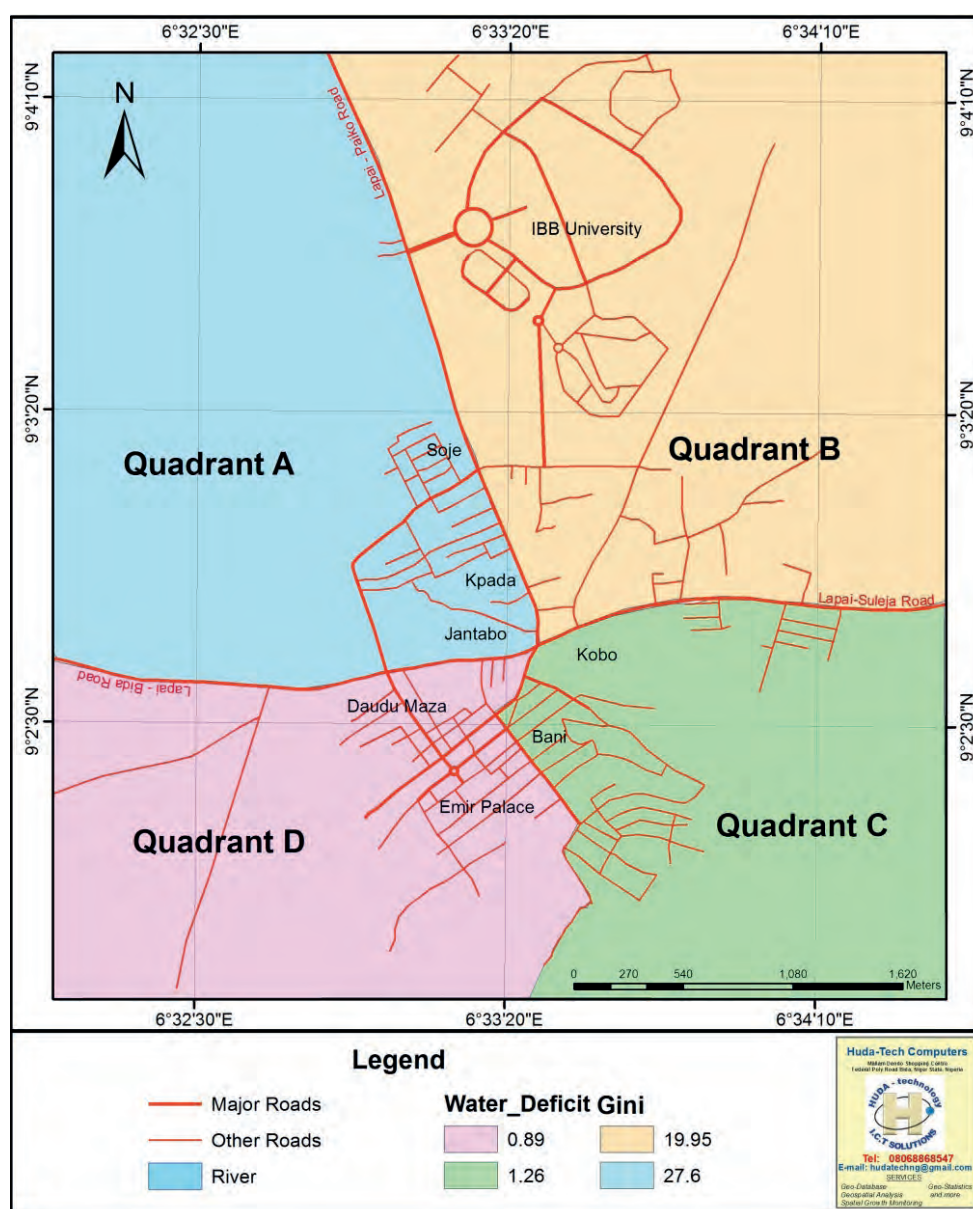 6°32'30"E 6°33'20"E 6°34'10"E
9°4'10"N
9°4'10"N
N
Lapai - Paiko Road
IBB University
9°3'20"N
9°3'20"N
Soje
Quadrant A
Quadrant B
Kpada
Lapai-Suleja Road
Jantabo
Kobo
Lapai - Bida Road
Daudu Maza
9°2'30"N
9°2'30"N
Bani
Emir Palace
Quadrant D
Quadrant C
0 270 540 1,080 1,620
Meters
6°32'30"E 6°33'20"E 6°34'10"E
Legend
Major Roads
Other Roads
River
Water_Deficit Gini
0.89 19.95
1.26 27.6
Huda-Tech Computers
HUDA - technology
H
I.C.T SOLUTIONS
Tel: 08068868547
E-mail: hudatechng@gmail.com
SERVICES
Geo-Database Geo-Statistics
Geospatial Analysis and more
Spatial Growth Monitoring